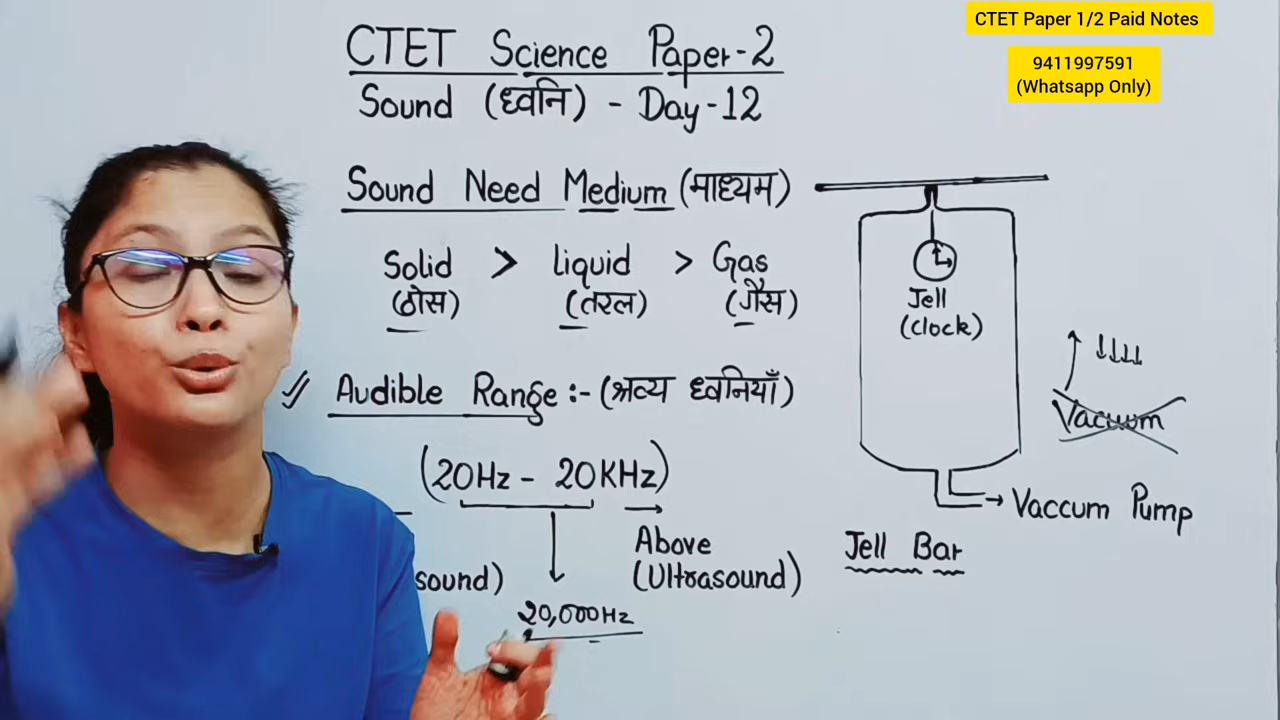 CTET Paper 1/2 Paid Notes
9411997591
(Whatsapp Only)
CTET Science Paper-2
Sound (ध्वनि) - Day-12
Sound Need Medium (माध्यम)
Solid > Liquid > Gas
(ठोस) (तरल) (गैस)
Audible Range :- (श्रव्य ध्वनियाँ)
(20Hz - 20KHz)
Above
sound) (Ultrasound)
20,000Hz
Jell
(clock)
Vacuum
Vaccum Pump
Jell Bar